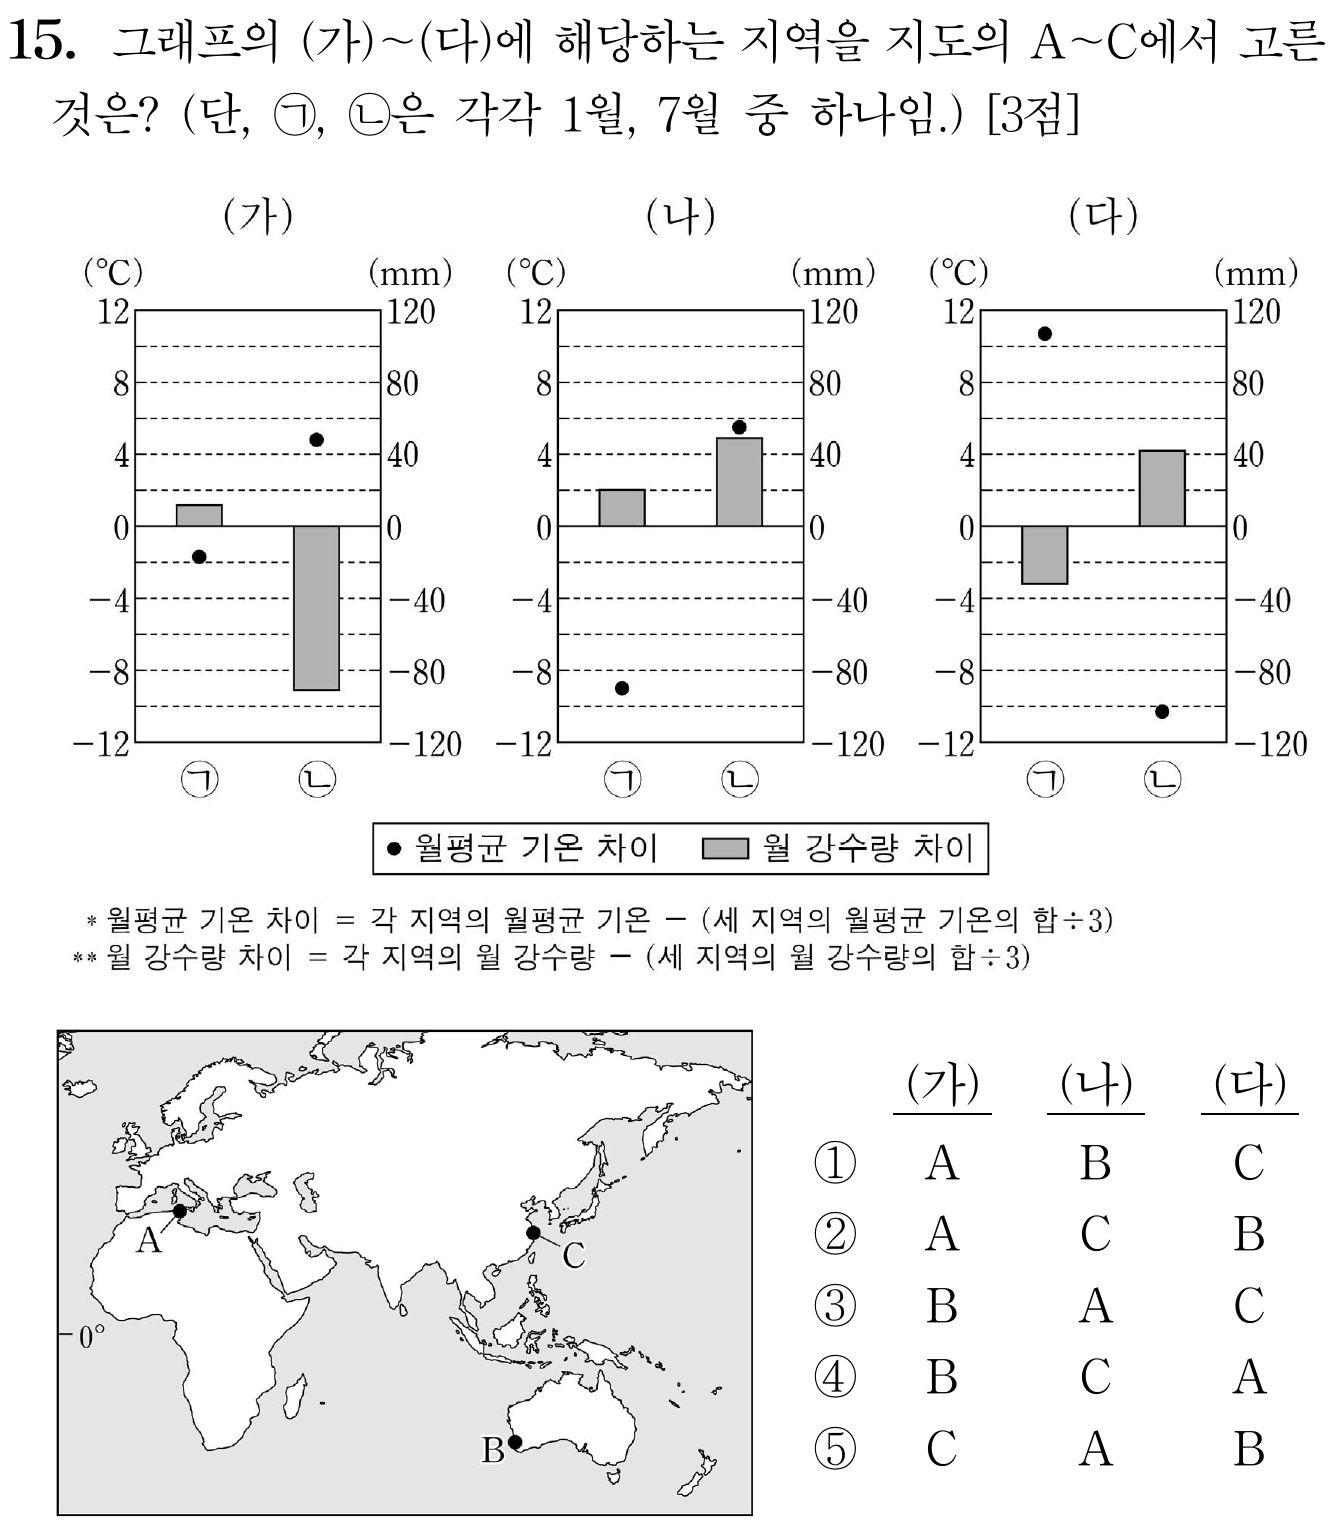 15. 그래프의 (가)~(다)에 해당하는 지역을 지도의 A~C에서 고른
것은? (단, ㉠, ㉡은 각각 1월, 7월 중 하나임.) [3점]
(가) (나) (다)
(℃) (mm) (℃) (mm) (℃) (mm)
12 120 12 120 12 120
8 80 8 80 8 80
4 40 4 40 4 40
0 0 0 0 0 0
-4 -40 -4 -40 -4 -40
-8 -80 -8 -80 -8 -80
-12 -120 -12 -120 -12 -120
㉠ ㉡ ㉠ ㉡ ㉠ ㉡
● 월평균 기온 차이 월 강수량 차이
* 월평균 기온 차이 = 각 지역의 월평균 기온 - (세 지역의 월평균 기온의 합÷3)
** 월 강수량 차이 = 각 지역의 월 강수량 - (세 지역의 월 강수량의 합÷3)
A
C
0°
B
(가) (나) (다)
① A B C
② A C B
③ B A C
④ B C A
⑤ C A B